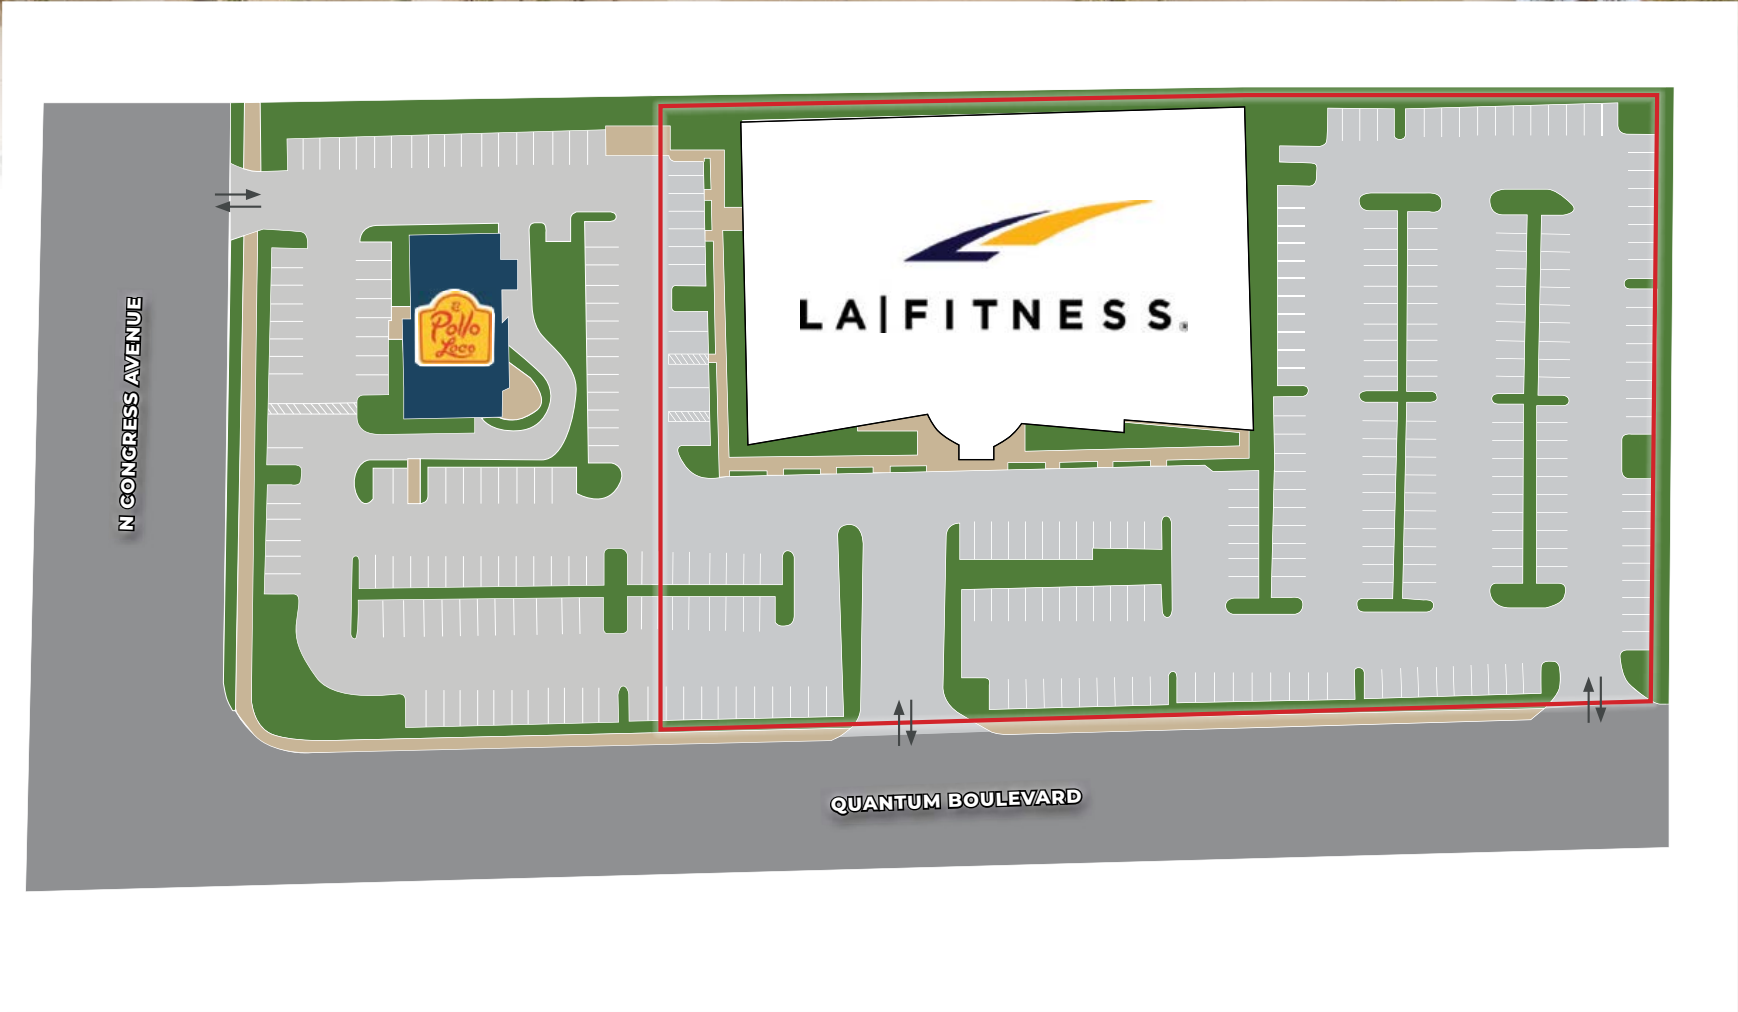 N CONGRESS AVENUE
El
Pollo
Loco
LA|FITNESS.
QUANTUM BOULEVARD